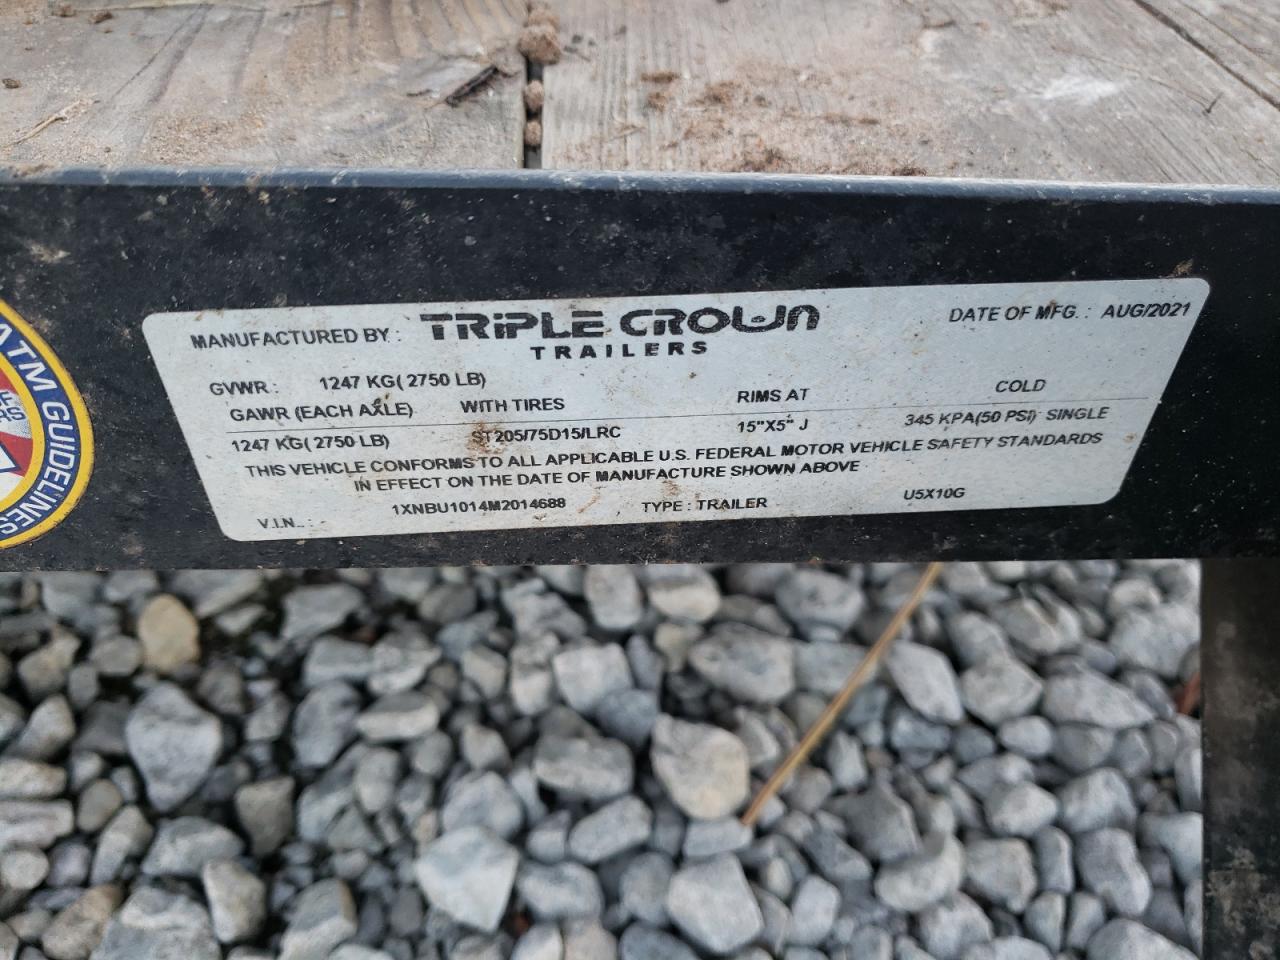 MANUFACTURED BY : TRIPLE CROWN TRAILERS DATE OF MFG. : AUG/2021
GVWR : 1247 KG( 2750 LB)
GAWR (EACH AXLE) WITH TIRES RIMS AT COLD
1247 KG( 2750 LB) ST205/75D15/LRC 15"X5" J 345 KPA(50 PSI) SINGLE
THIS VEHICLE CONFORMS TO ALL APPLICABLE U.S. FEDERAL MOTOR VEHICLE SAFETY STANDARDS
IN EFFECT ON THE DATE OF MANUFACTURE SHOWN ABOVE
V.I.N.. : 1XNBU1014M2014688 TYPE : TRAILER U5X10G
ATM GUIDELINES